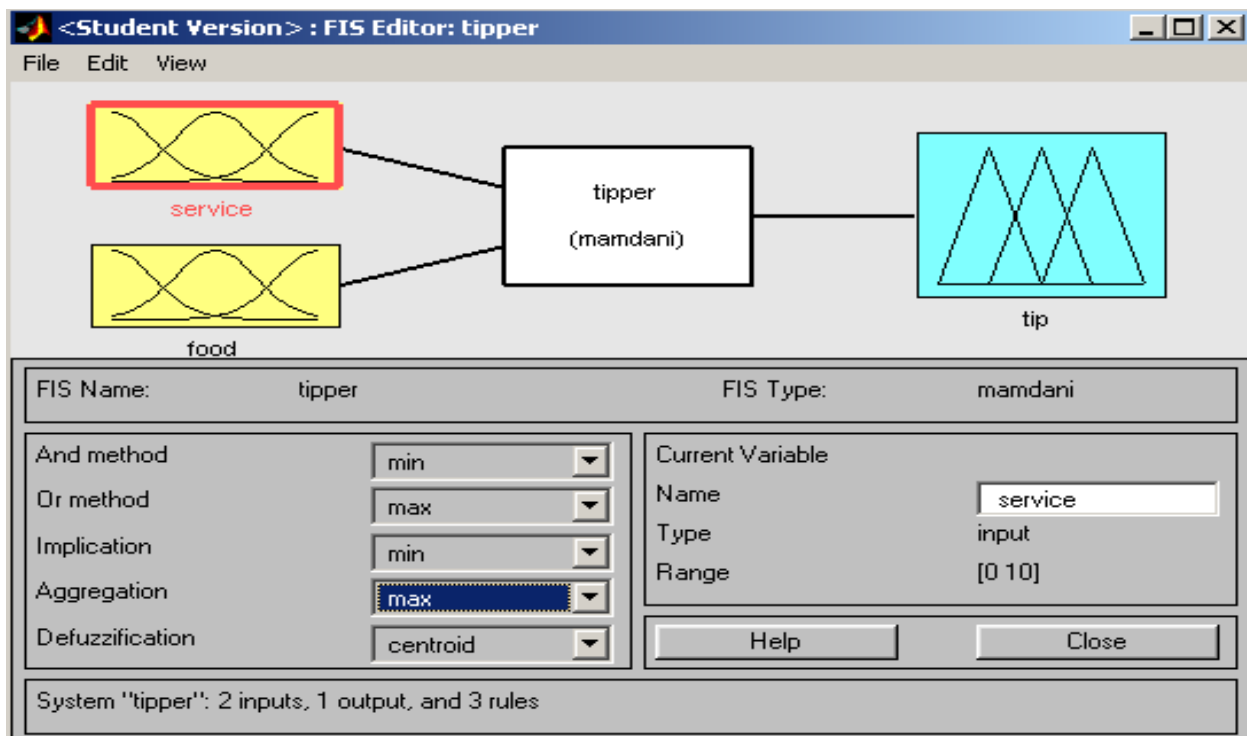 <Student Version> : FIS Editor: tipper
File Edit View
service
food
tipper
(mamdani)
tip
FIS Name: tipper FIS Type: mamdani
And method min
Or method max
Implication min
Aggregation max
Defuzzification centroid
Current Variable
Name service
Type input
Range [0 10]
Help Close
System "tipper": 2 inputs, 1 output, and 3 rules